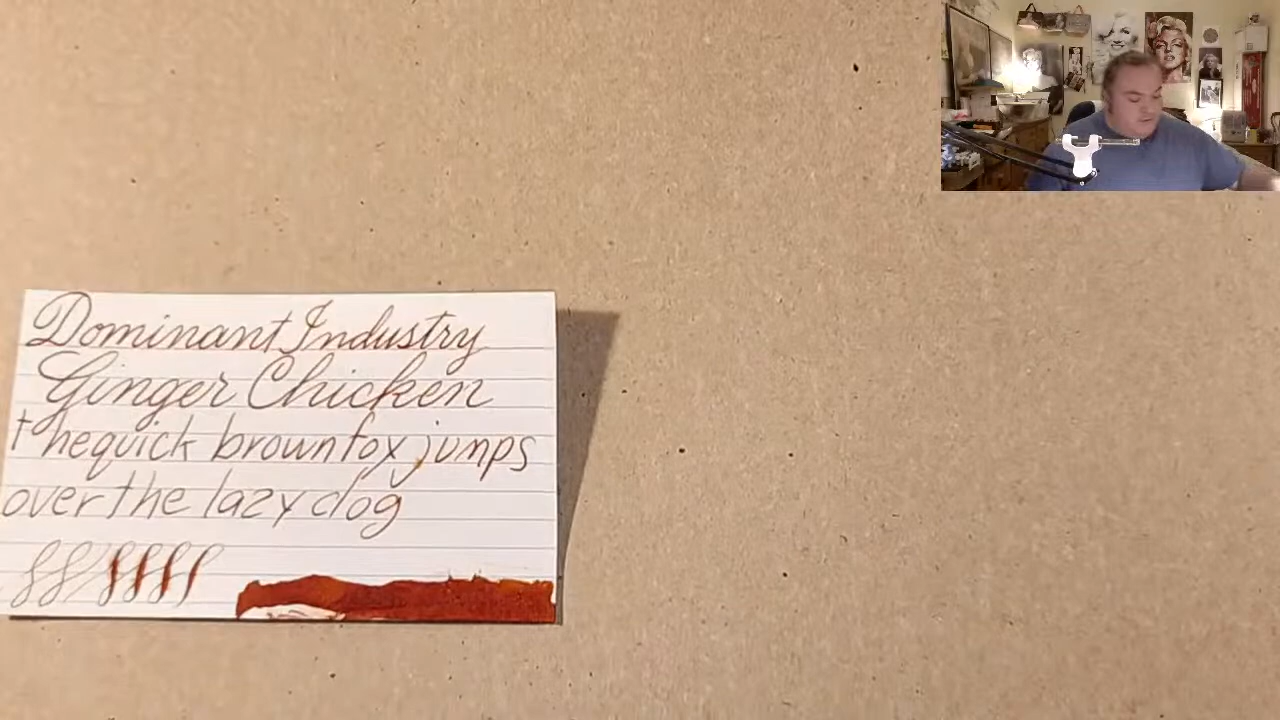 Dominant Industry
Ginger Chicken
the quick brown fox jumps
over the lazy dog